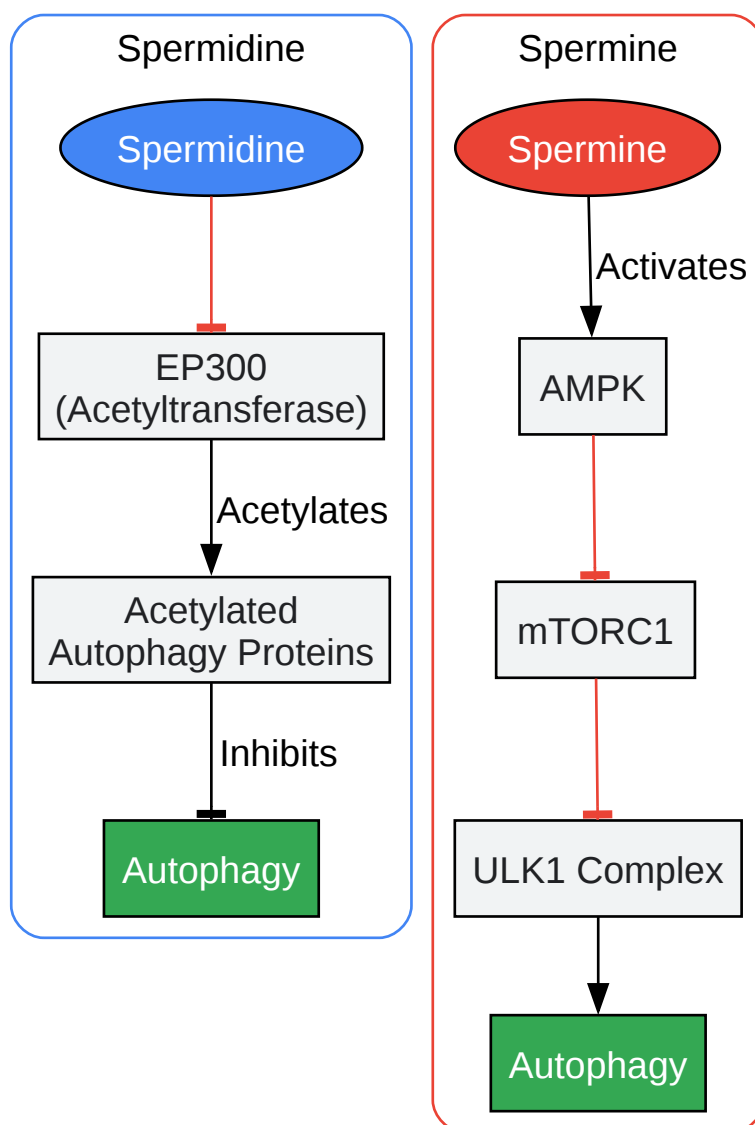 Spermidine
Spermidine
EP300
(Acetyltransferase)
Acetylates
Acetylated
Autophagy Proteins
Inhibits
Autophagy
Spermine
Spermine
Activates
AMPK
mTORC1
ULK1 Complex
Autophagy